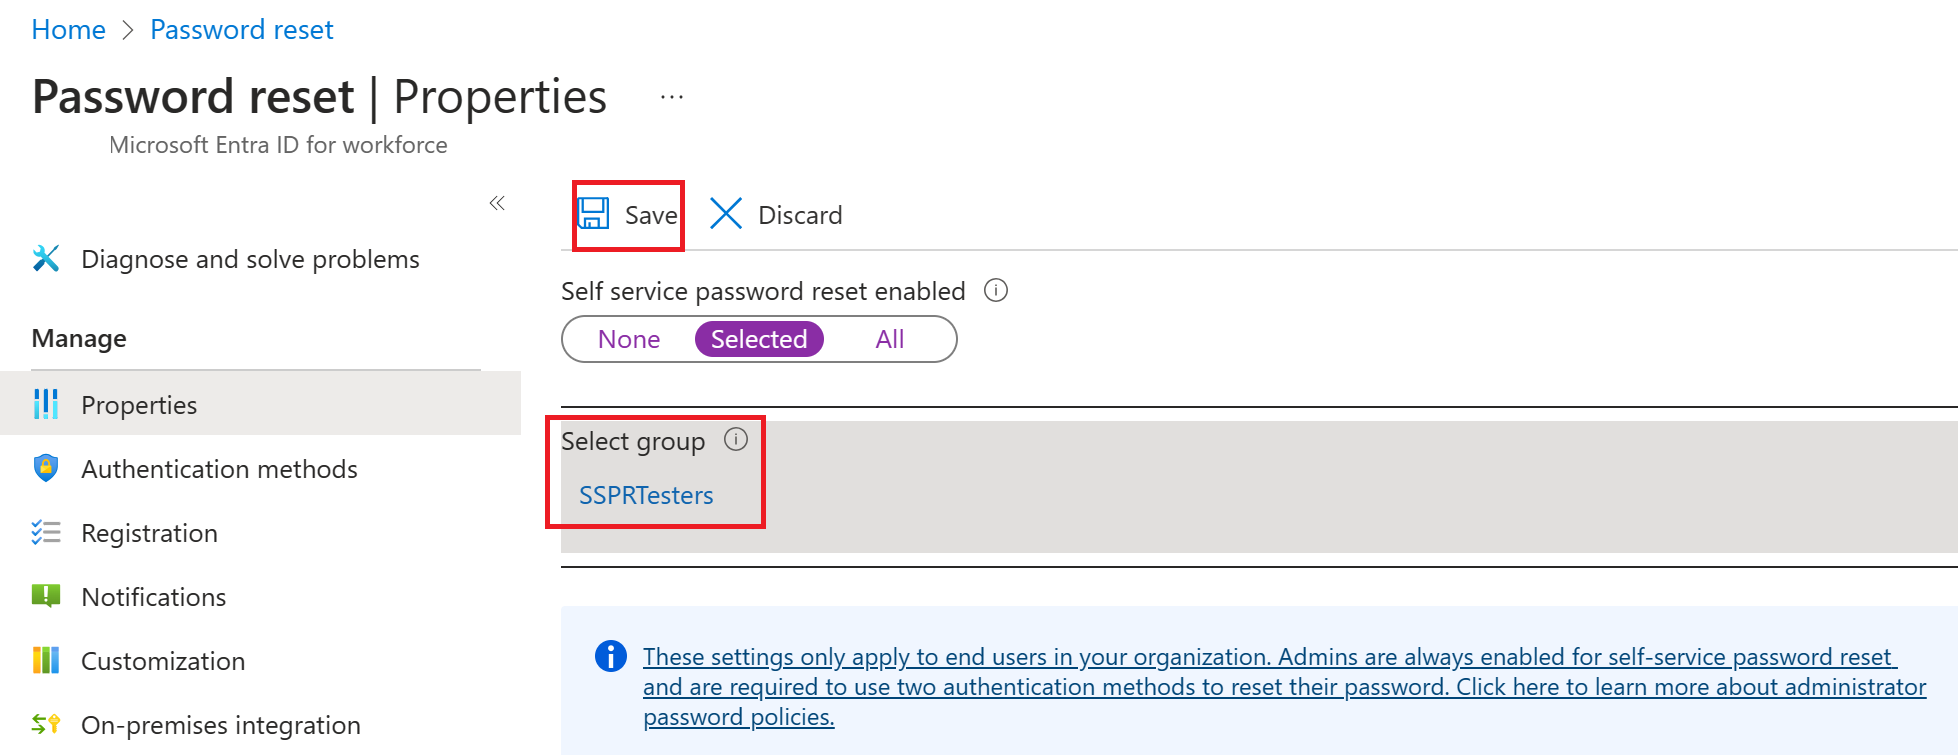 Home > Password reset
Password reset | Properties ...
Microsoft Entra ID for workforce
«
Diagnose and solve problems
Manage
Properties
Authentication methods
Registration
Notifications
Customization
On-premises integration
Save Discard
Self service password reset enabled
None Selected All
Select group
SSPRTesters
These settings only apply to end users in your organization. Admins are always enabled for self-service password reset
and are required to use two authentication methods to reset their password. Click here to learn more about administrator
password policies.